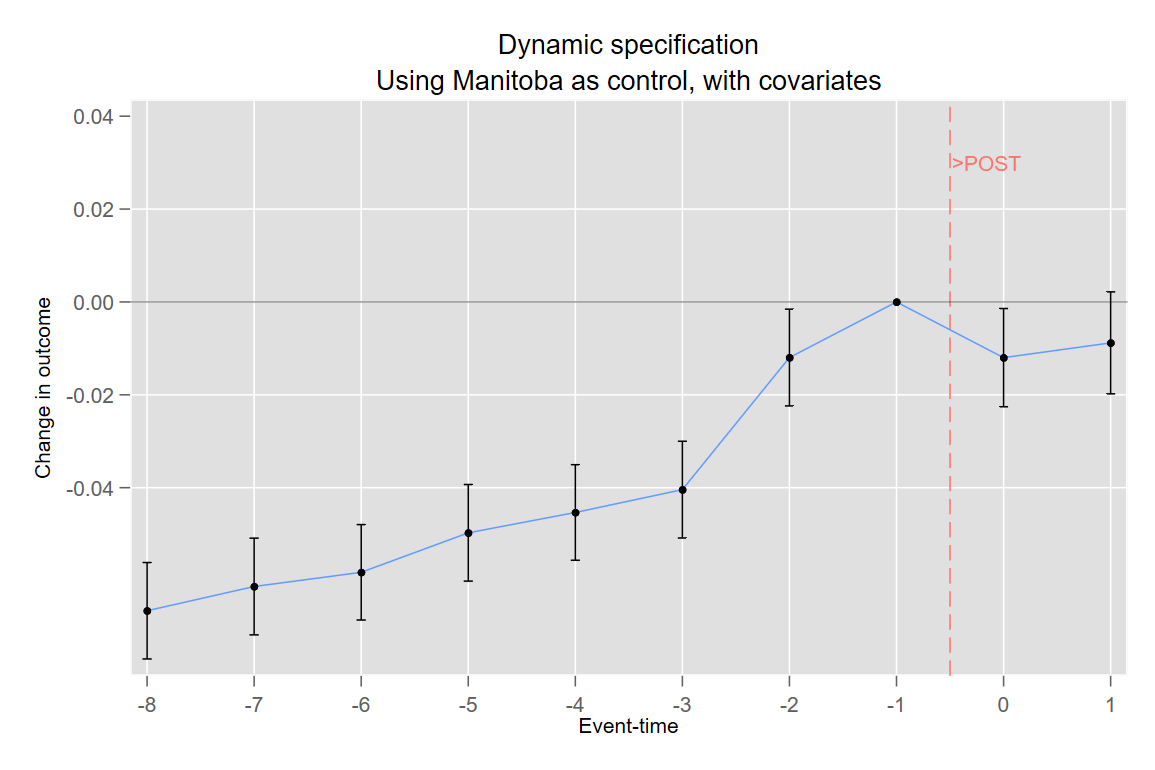 Dynamic specification
Using Manitoba as control, with covariates
0.04
0.02
0.00
-0.02
-0.04
Change in outcome
>POST
-8 -7 -6 -5 -4 -3 -2 -1 0 1
Event-time